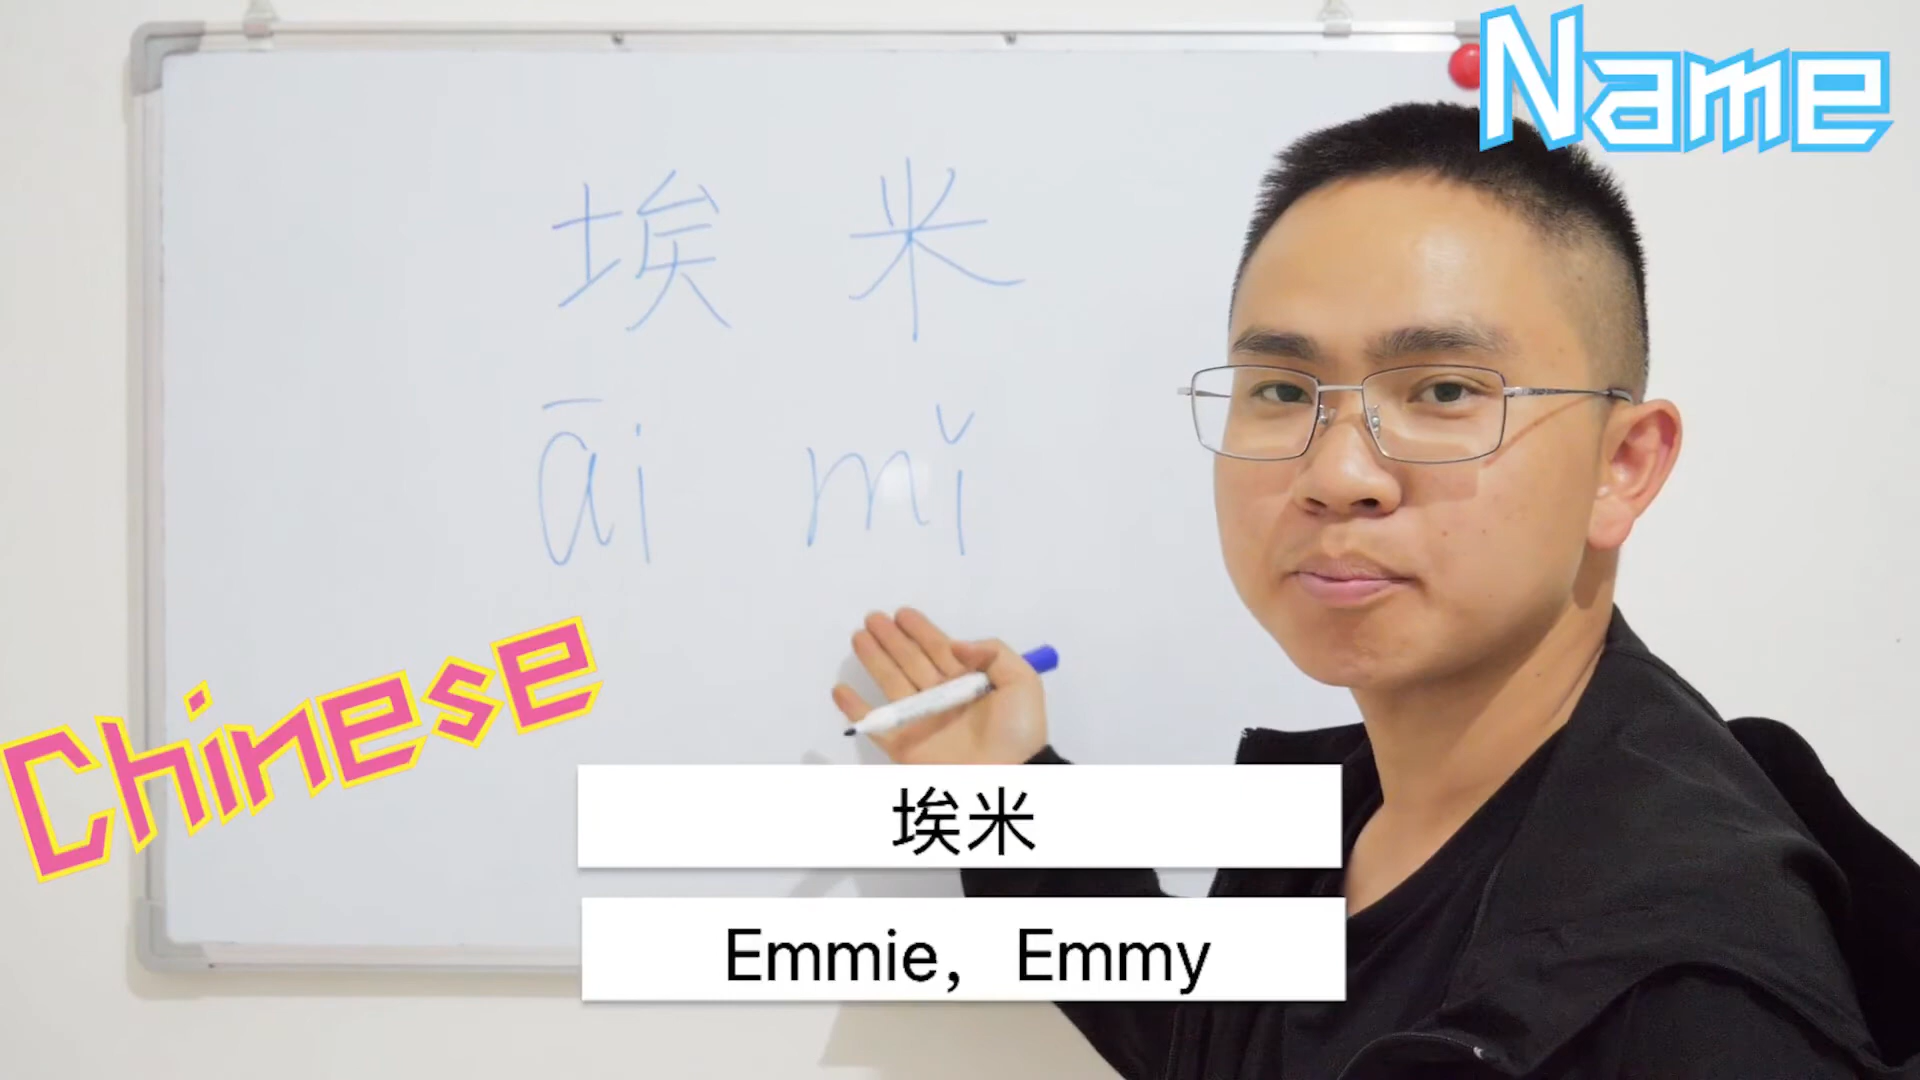 Name
埃 米
āi mǐ
Chinese
埃米
Emmie，Emmy